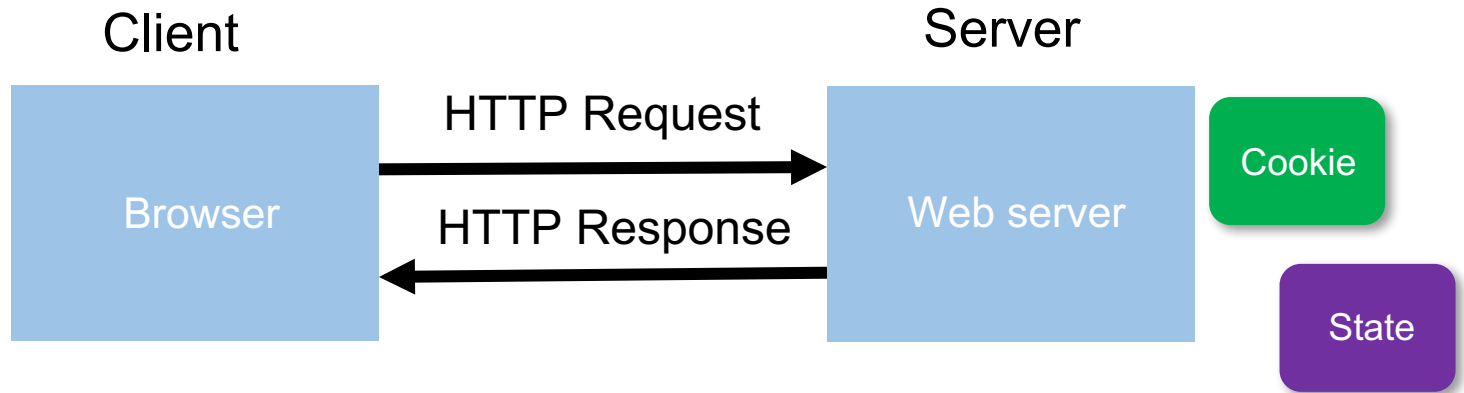 Client
Server
HTTP Request
Cookie
Browser
Web server
HTTP Response
State